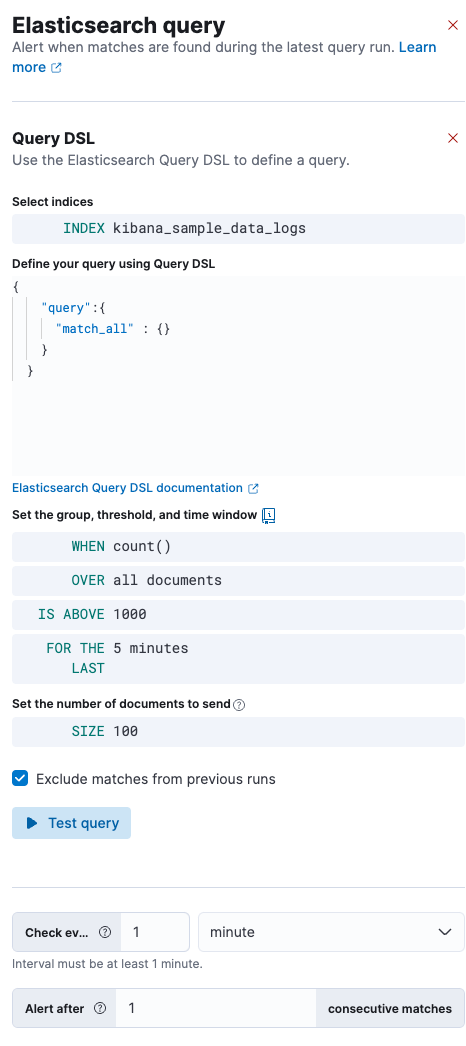 Elasticsearch query
Alert when matches are found during the latest query run. Learn
more
Query DSL
Use the Elasticsearch Query DSL to define a query.
Select indices
INDEX kibana_sample_data_logs
Define your query using Query DSL
{
"query":{
"match_all" : {}
}
}
Elasticsearch Query DSL documentation
Set the group, threshold, and time window
WHEN count()
OVER all documents
IS ABOVE 1000
FOR THE 5 minutes
LAST
Set the number of documents to send
SIZE 100
Exclude matches from previous runs
Test query
Check ev... 1 minute
Interval must be at least 1 minute.
Alert after 1 consecutive matches